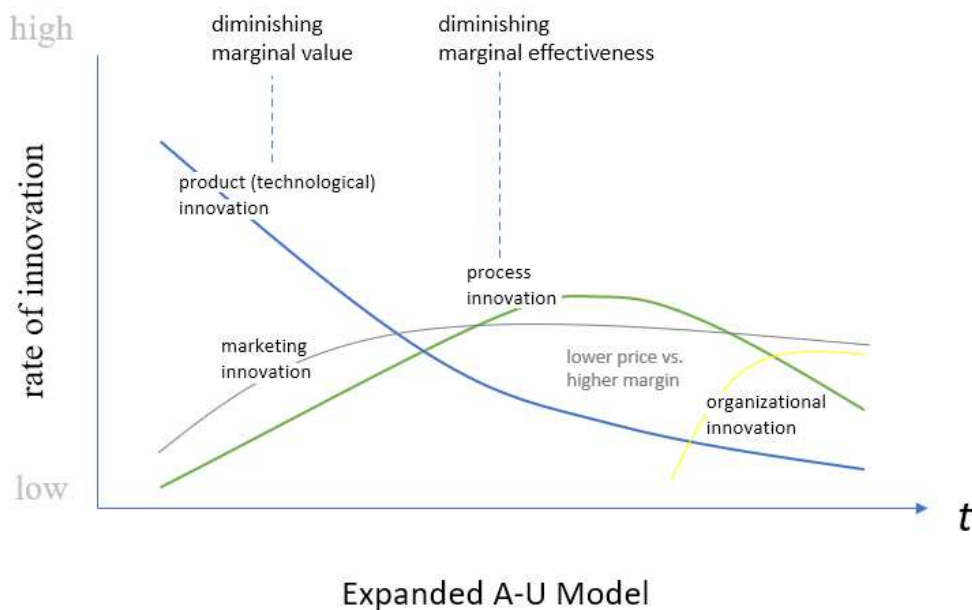 high
diminishing
marginal value
diminishing
marginal effectiveness
product (technological)
innovation
rate of innovation
process
innovation
marketing
innovation
lower price vs.
higher margin
organizational
innovation
low
t
Expanded A-U Model